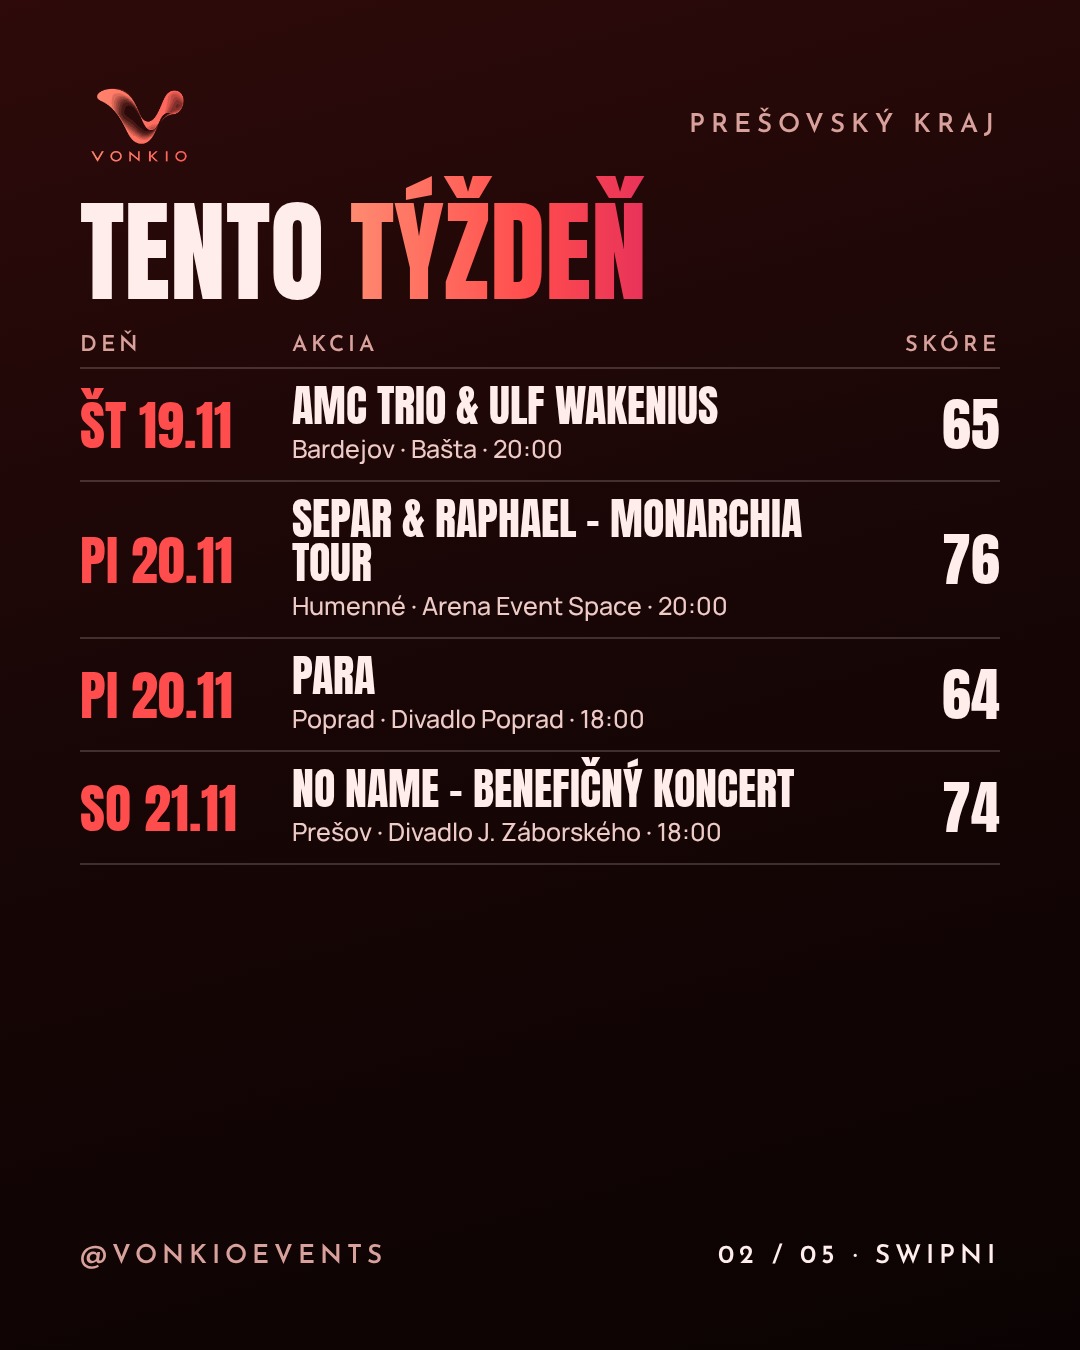 VONKIO
PREŠOVSKÝ KRAJ
TENTO TÝŽDEŇ
DEŇ AKCIA SKÓRE
ŠT 19.11
AMC TRIO & ULF WAKENIUS
Bardejov · Bašta · 20:00
65
PI 20.11
SEPAR & RAPHAEL - MONARCHIA
TOUR
Humenné · Arena Event Space · 20:00
76
PI 20.11
PARA
Poprad · Divadlo Poprad · 18:00
64
SO 21.11
NO NAME - BENEFIČNÝ KONCERT
Prešov · Divadlo J. Záborského · 18:00
74
@VONKIOEVENTS
02 / 05 · SWIPNI